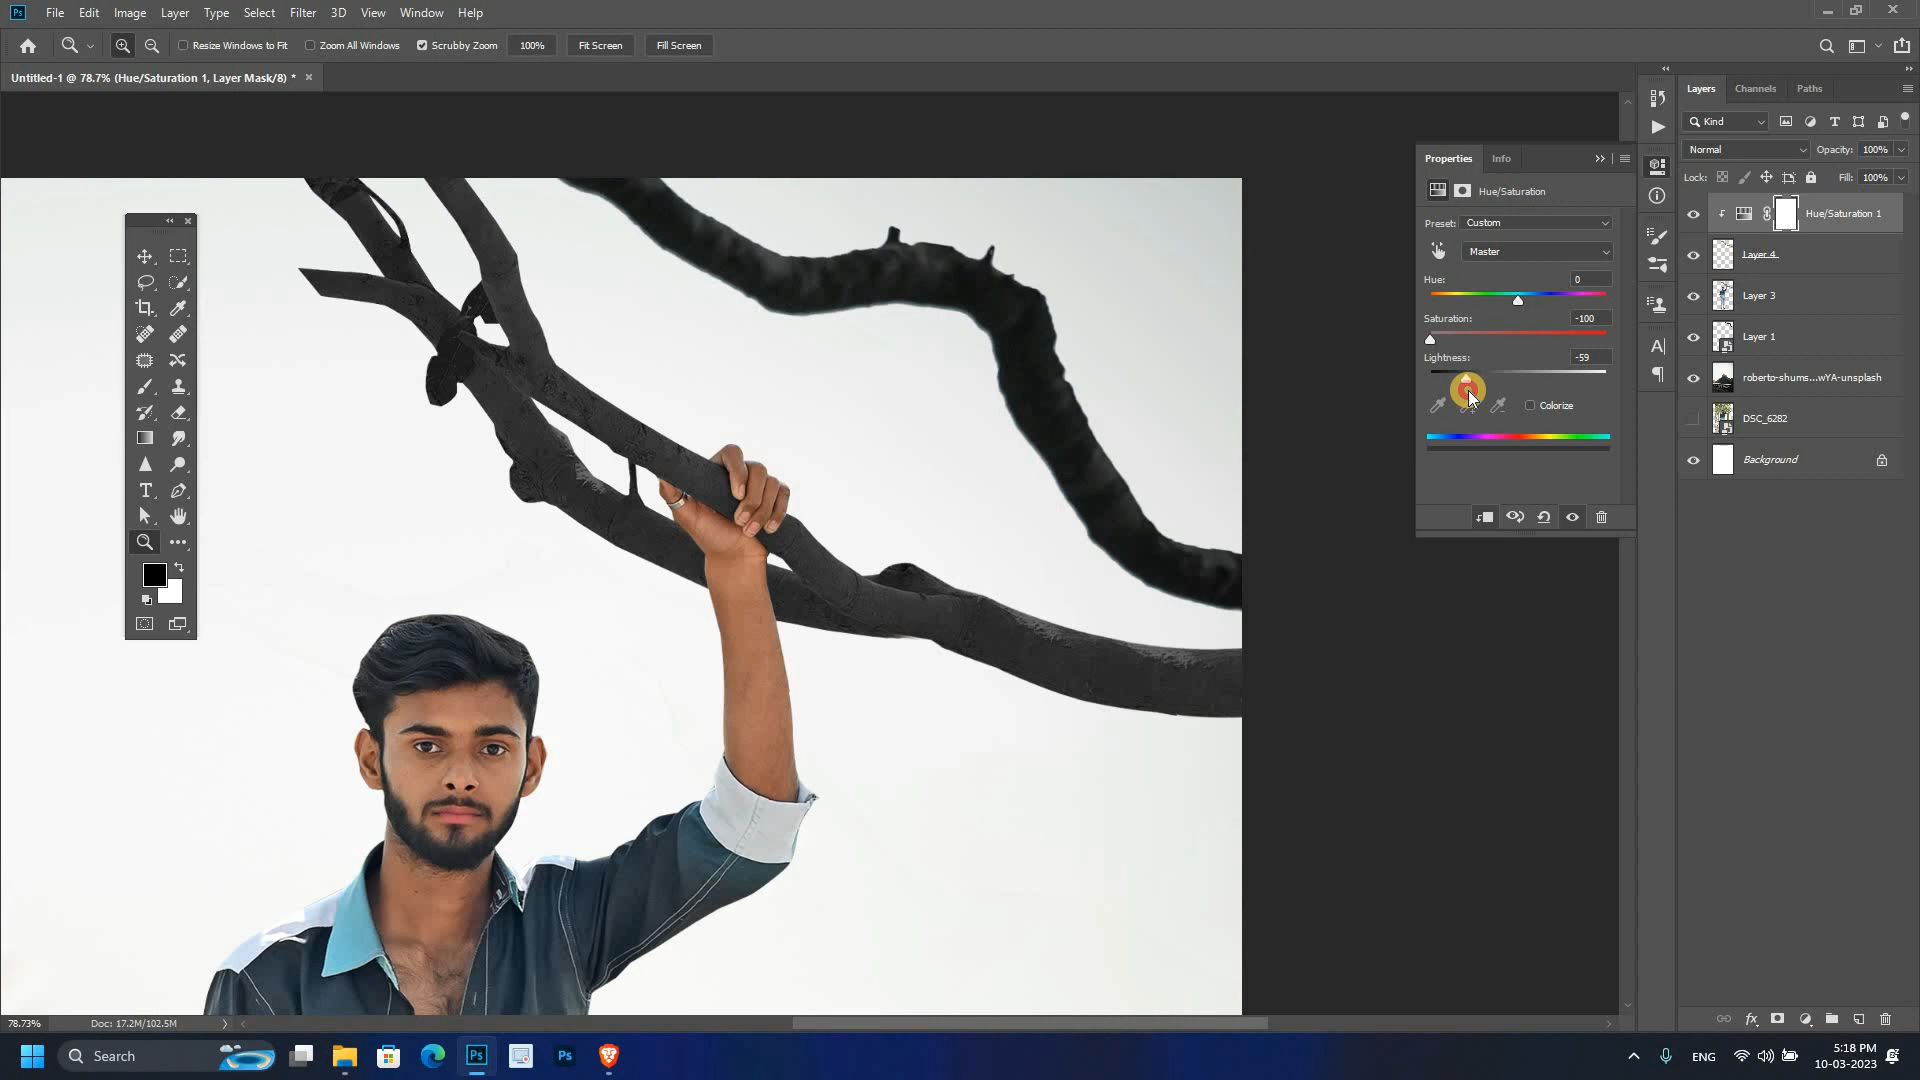 Ps File Edit Image Layer Type Select Filter 3D View Window Help
Resize Windows to Fit Zoom All Windows Scrubby Zoom 100% Fit Screen Fill Screen
Untitled-1 @ 78.7% (Hue/Saturation 1, Layer Mask/8) * ×
Layers Channels Paths
Kind
Normal Opacity: 100%
Lock: Fill: 100%
Hue/Saturation 1
Layer 4
Layer 3
Layer 1
roberto-shums...wYA-unsplash
DSC_6282
Background
Properties Info
Hue/Saturation
Preset: Custom
Master
Hue: 0
Saturation: -100
Lightness: -59
Colorize
78.73% Doc: 17.2M/102.5M
Search Ps Ps ENG 5:18 PM
10-03-2023